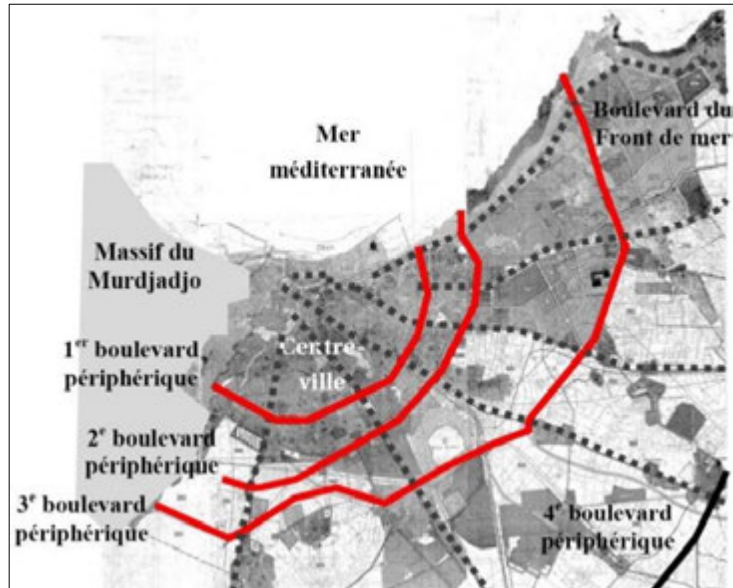 Mer
méditerranée
Boulevard du
Front de mer
Massif du
Murdjadjo
1er boulevard
périphérique
Centre-
ville
2e boulevard
périphérique
3e boulevard
périphérique
4e boulevard
périphérique